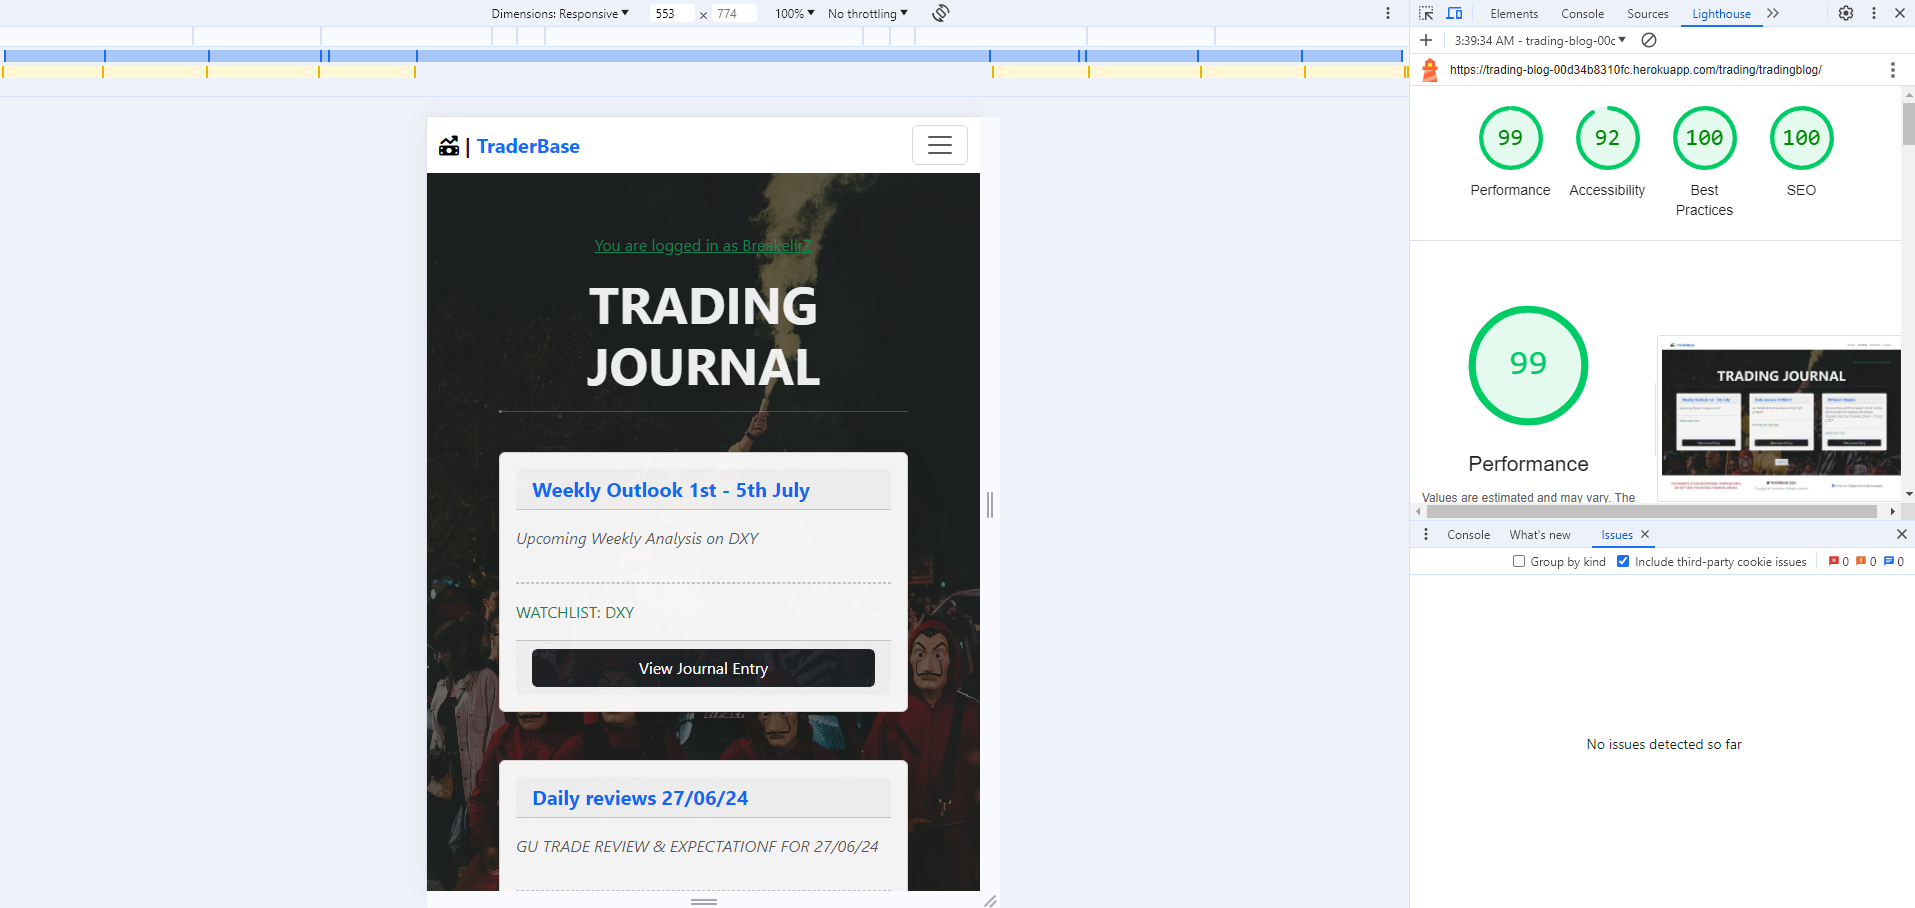 Dimensions: Responsive
553 × 774
100%
No throttling
| TraderBase
You are logged in as BreakellrZ
TRADING
JOURNAL
Weekly Outlook 1st - 5th July
Upcoming Weekly Analysis on DXY
WATCHLIST: DXY
View Journal Entry
Daily reviews 27/06/24
GU TRADE REVIEW & EXPECTATIONF FOR 27/06/24
Elements Console Sources Lighthouse
3:39:34 AM - trading-blog-00c
https://trading-blog-00d34b8310fc.herokuapp.com/trading/tradingblog/
99 92 100 100
Performance Accessibility Best Practices SEO
99
Performance
Values are estimated and may vary. The
TraderBase
TRADING JOURNAL
Console What's new Issues
Group by kind Include third-party cookie issues 0 0 0
No issues detected so far